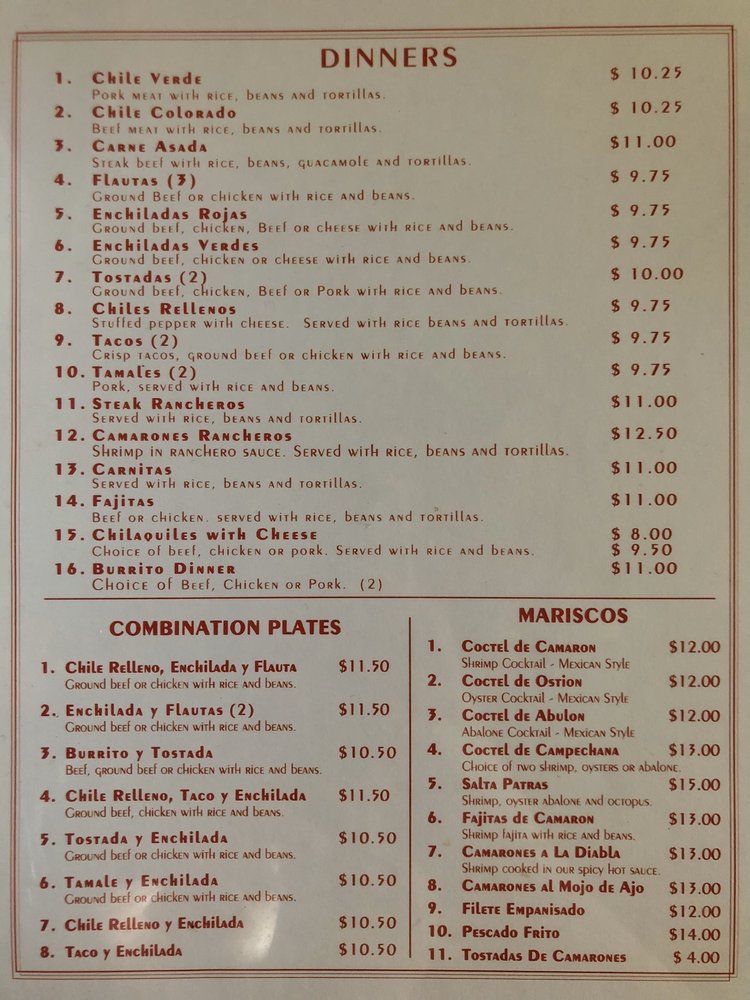 DINNERS
1. Chile Verde $ 10.25
Pork meat with rice, beans and tortillas.
2. Chile Colorado $ 10.25
Beef meat with rice, beans and tortillas.
3. Carne Asada $11.00
Steak beef with rice, beans, guacamole and tortillas.
4. Flautas (3) $ 9.75
Ground Beef or chicken with rice and beans.
5. Enchiladas Rojas $ 9.75
Ground beef, chicken, Beef or cheese with rice and beans.
6. Enchiladas Verdes $ 9.75
Ground beef, chicken or cheese with rice and beans.
7. Tostadas (2) $ 10.00
Ground beef, chicken, Beef or Pork with rice and beans.
8. Chiles Rellenos $ 9.75
Stuffed pepper with cheese. Served with rice beans and tortillas.
9. Tacos (2) $ 9.75
Crisp tacos, ground beef or chicken with rice and beans.
10. Tamales (2) $ 9.75
Pork, served with rice and beans.
11. Steak Rancheros $11.00
Served with rice, beans and tortillas.
12. Camarones Rancheros $12.50
Shrimp in ranchero sauce. Served with rice, beans and tortillas.
13. Carnitas $11.00
Served with rice, beans and tortillas.
14. Fajitas $11.00
Beef or chicken. served with rice, beans and tortillas.
15. Chilaquiles with Cheese $ 8.00
Choice of beef, chicken or pork. Served with rice and beans. $ 9.50
16. Burrito Dinner $11.00
Choice of Beef, Chicken or Pork. (2)
COMBINATION PLATES
1. Chile Relleno, Enchilada y Flauta $11.50
Ground beef or chicken with rice and beans.
2. Enchilada y Flautas (2) $11.50
Ground beef or chicken with rice and beans.
3. Burrito y Tostada $10.50
Beef, ground beef or chicken with rice and beans.
4. Chile Relleno, Taco y Enchilada $11.50
Ground beef, chicken with rice and beans.
5. Tostada y Enchilada $10.50
Ground beef or chicken with rice and beans.
6. Tamale y Enchilada $10.50
Ground beef or chicken with rice and beans.
7. Chile Relleno y Enchilada $10.50
8. Taco y Enchilada $10.50
MARISCOS
1. Coctel de Camaron $12.00
Shrimp Cocktail - Mexican Style
2. Coctel de Ostion $12.00
Oyster Cocktail - Mexican Style
3. Coctel de Abulon $12.00
Abalone Cocktail - Mexican Style
4. Coctel de Campechana $13.00
Choice of two shrimp, oysters or abalone.
5. Salta Patras $15.00
Shrimp, oyster abalone and octopus.
6. Fajitas de Camaron $13.00
Shrimp fajita with rice and beans.
7. Camarones a La Diabla $13.00
Shrimp cooked in our spicy hot sauce.
8. Camarones al Mojo de Ajo $13.00
9. Filete Empanisado $12.00
10. Pescado Frito $14.00
11. Tostadas De Camarones $ 4.00